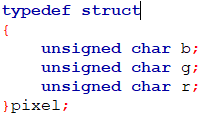 typedef struct
{
    unsigned char b;
    unsigned char g;
    unsigned char r;
}pixel;